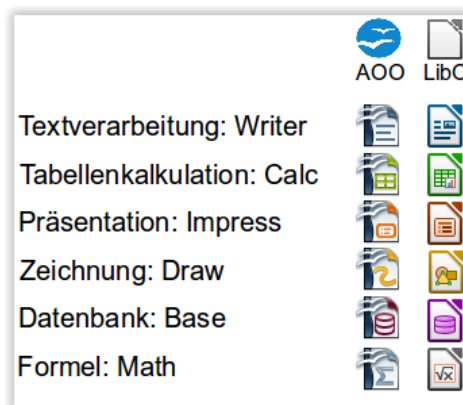 AOO LibO
Textverarbeitung: Writer
Tabellenkalkulation: Calc
Präsentation: Impress
Zeichnung: Draw
Datenbank: Base
Formel: Math